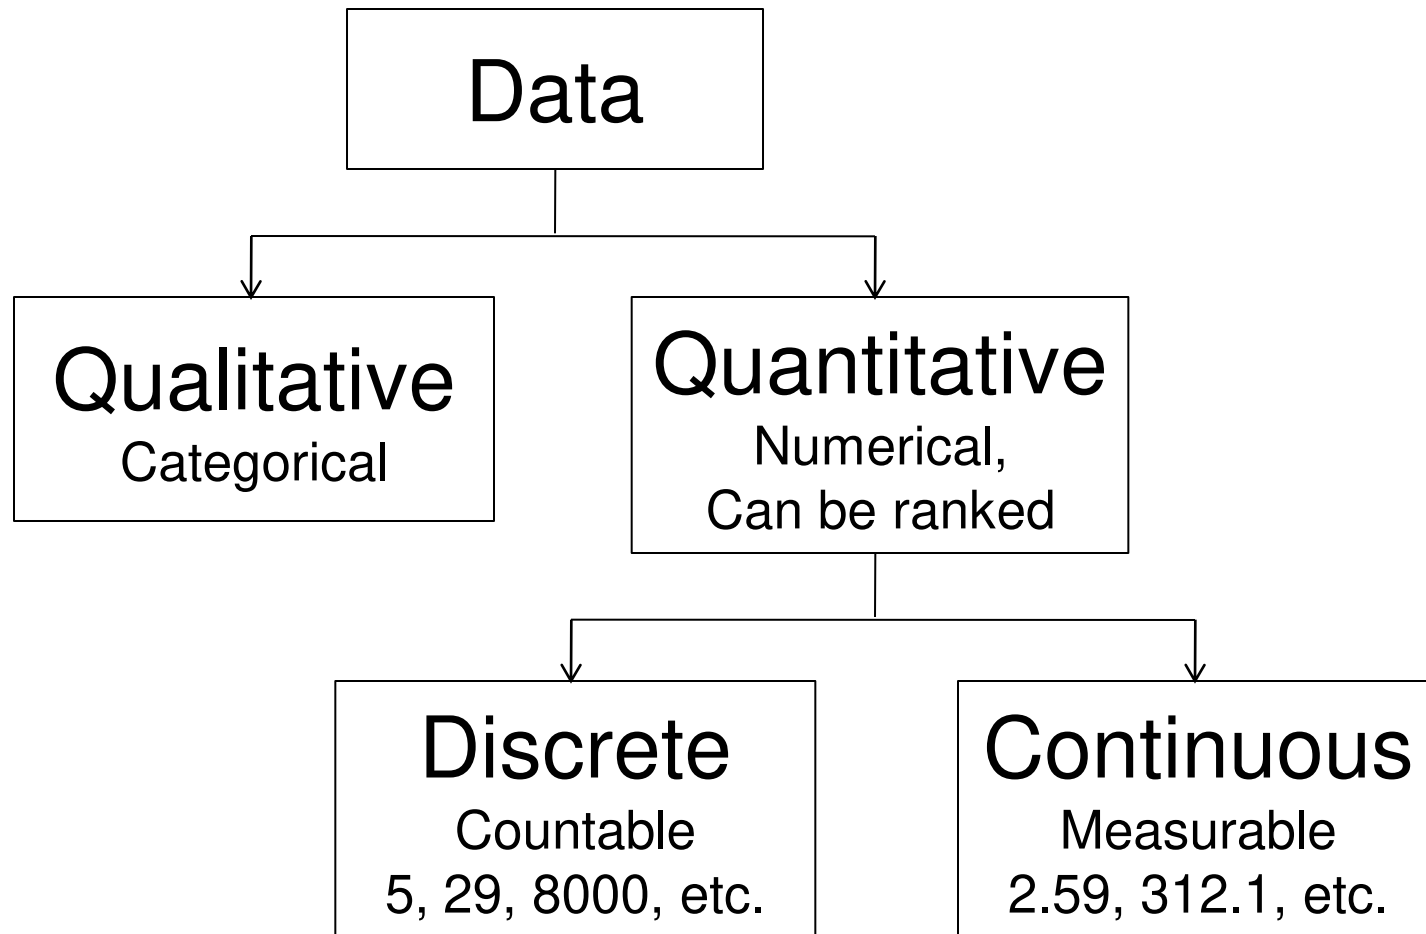 Data
Qualitative
Categorical
Quantitative
Numerical,
Can be ranked
Discrete
Countable
5, 29, 8000, etc.
Continuous
Measurable
2.59, 312.1, etc.